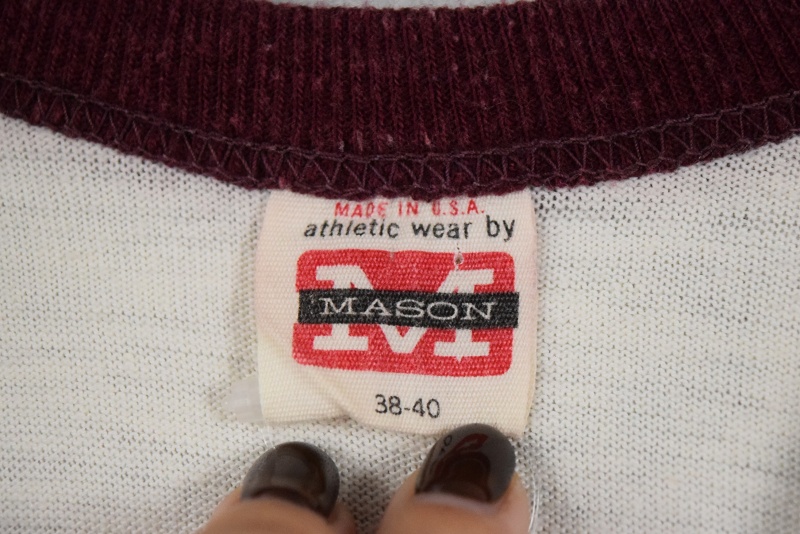 MADE IN U.S.A.
athletic wear by
M
MASON
38-40